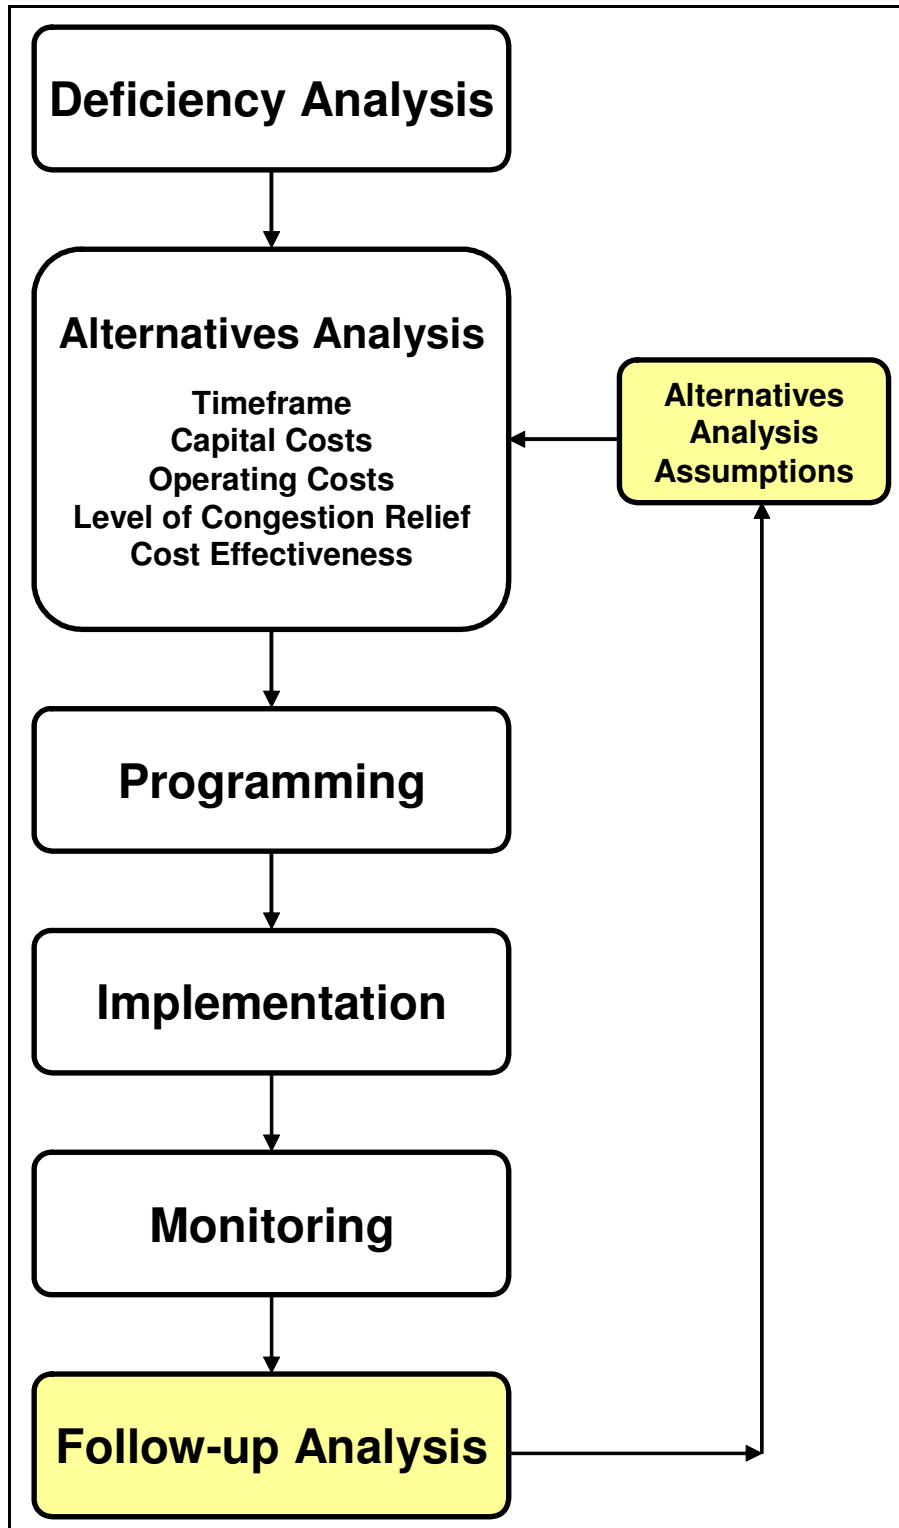 Deficiency Analysis
Alternatives Analysis
Timeframe
Capital Costs
Operating Costs
Level of Congestion Relief
Cost Effectiveness
Alternatives
Analysis
Assumptions
Programming
Implementation
Monitoring
Follow-up Analysis